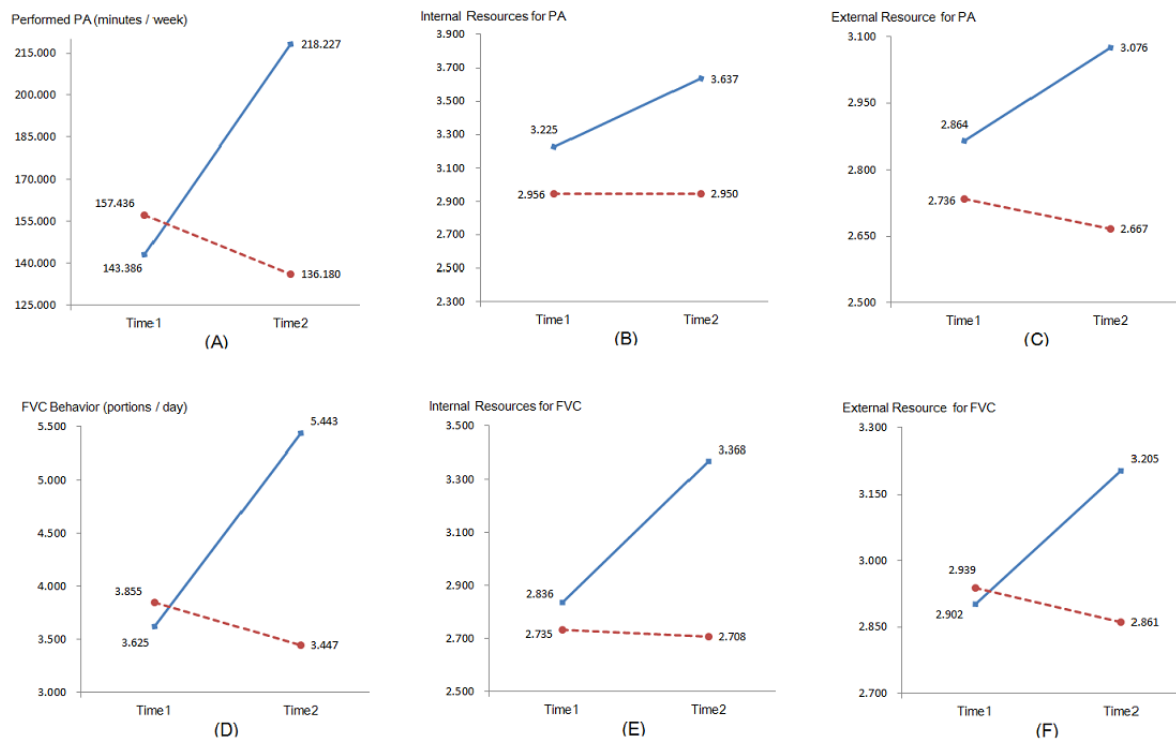 Performed PA (minutes / week)
215.000
200.000
185.000
170.000
155.000
140.000
125.000
218.227
157.436
143.386
136.180
Time1
Time2
(A)
Internal Resources for PA
3.900
3.700
3.500
3.300
3.100
2.900
2.700
2.500
2.300
3.637
3.225
2.956
2.950
Time1
Time2
(B)
External Resource for PA
3.100
2.950
2.800
2.650
2.500
3.076
2.864
2.736
2.667
Time1
Time2
(C)
FVC Behavior (portions / day)
5.500
5.000
4.500
4.000
3.500
3.000
5.443
3.855
3.625
3.447
Time1
Time2
(D)
Internal Resources for FVC
3.500
3.300
3.100
2.900
2.700
2.500
3.368
2.836
2.735
2.708
Time1
Time2
(E)
External Resource for FVC
3.300
3.150
3.000
2.850
2.700
3.205
2.939
2.902
2.861
Time1
Time2
(F)